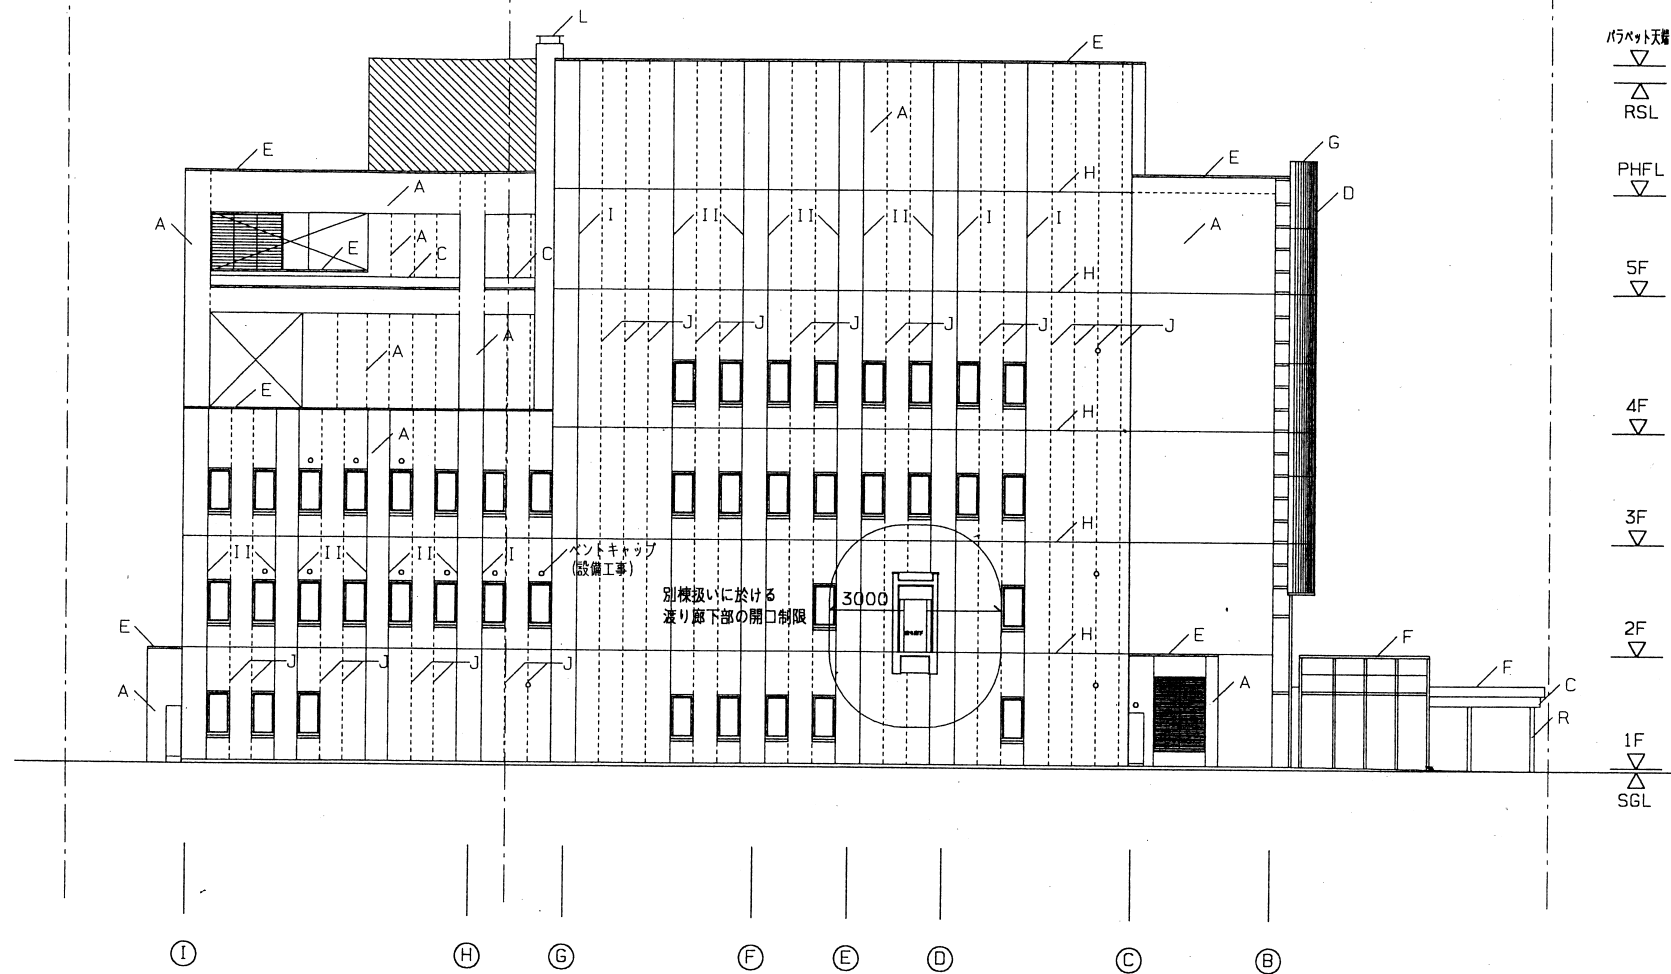 L
E
パラペット天端
A
RSL
G
E
E
H
PHFL
A
D
A
I
II
II
II
I
I
A
A
E
C
C
H
5F
J
J
J
J
J
J
A
A
E
H
4F
A
H
3F
II
II
II
I
ベントキャップ
(設備工事)
別棟扱いに於ける
渡り廊下部の開口制限
3000
H
2F
E
E
F
J
J
J
J
F
A
A
C
R
1F
SGL
I
H
G
F
E
D
C
B